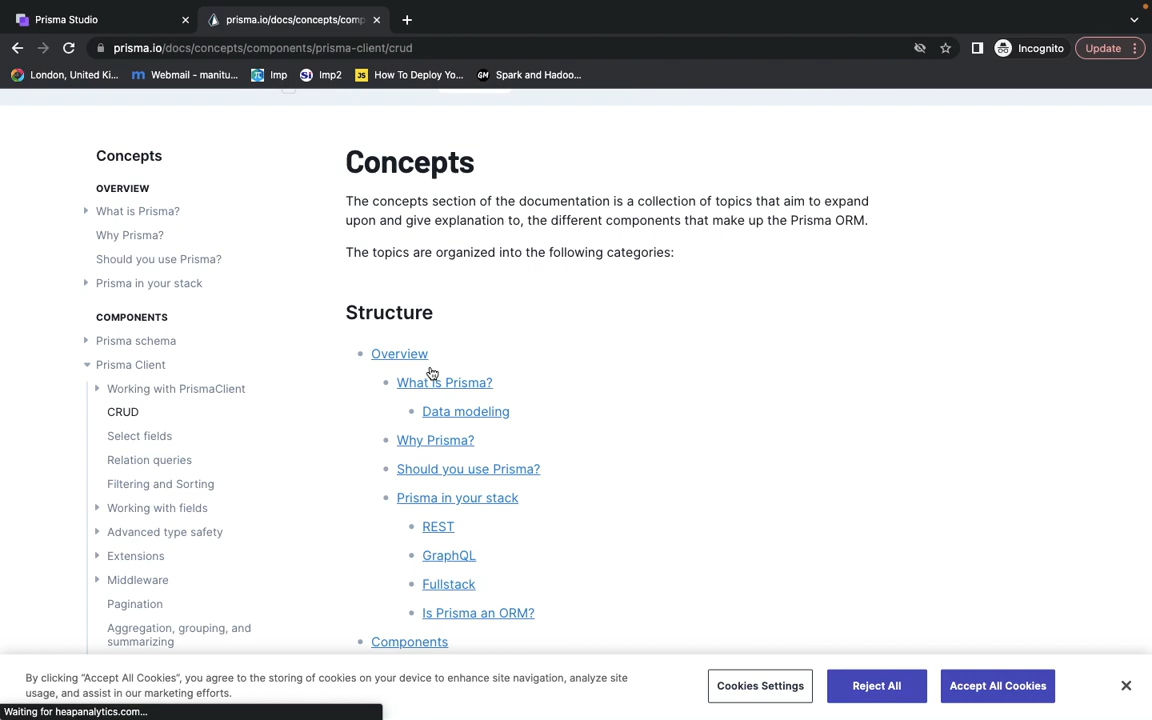 Prisma Studio
prisma.io/docs/concepts/comp
prisma.io/docs/concepts/components/prisma-client/crud
Incognito
Update
London, United Ki...
Webmail - manitu...
Imp
Imp2
How To Deploy Yo...
Spark and Hadoo...
Concepts
OVERVIEW
What is Prisma?
Why Prisma?
Should you use Prisma?
Prisma in your stack
COMPONENTS
Prisma schema
Prisma Client
Working with PrismaClient
CRUD
Select fields
Relation queries
Filtering and Sorting
Working with fields
Advanced type safety
Extensions
Middleware
Pagination
Aggregation, grouping, and
summarizing
Concepts
The concepts section of the documentation is a collection of topics that aim to expand
upon and give explanation to, the different components that make up the Prisma ORM.
The topics are organized into the following categories:
Structure
Overview
What is Prisma?
Data modeling
Why Prisma?
Should you use Prisma?
Prisma in your stack
REST
GraphQL
Fullstack
Is Prisma an ORM?
Components
By clicking "Accept All Cookies", you agree to the storing of cookies on your device to enhance site navigation, analyze site
usage, and assist in our marketing efforts.
Cookies Settings
Reject All
Accept All Cookies
Waiting for heapanalytics.com...